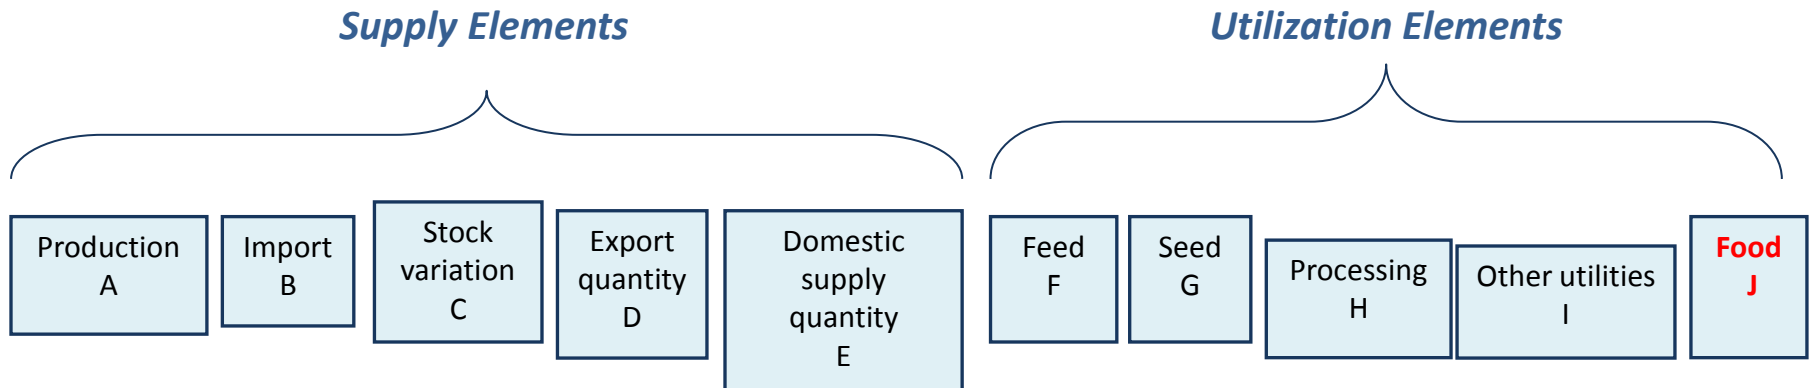 Supply Elements
Utilization Elements
Production
A
Import
B
Stock
variation
C
Export
quantity
D
Domestic
supply
quantity
E
Feed
F
Seed
G
Processing
H
Other utilities
I
Food
J